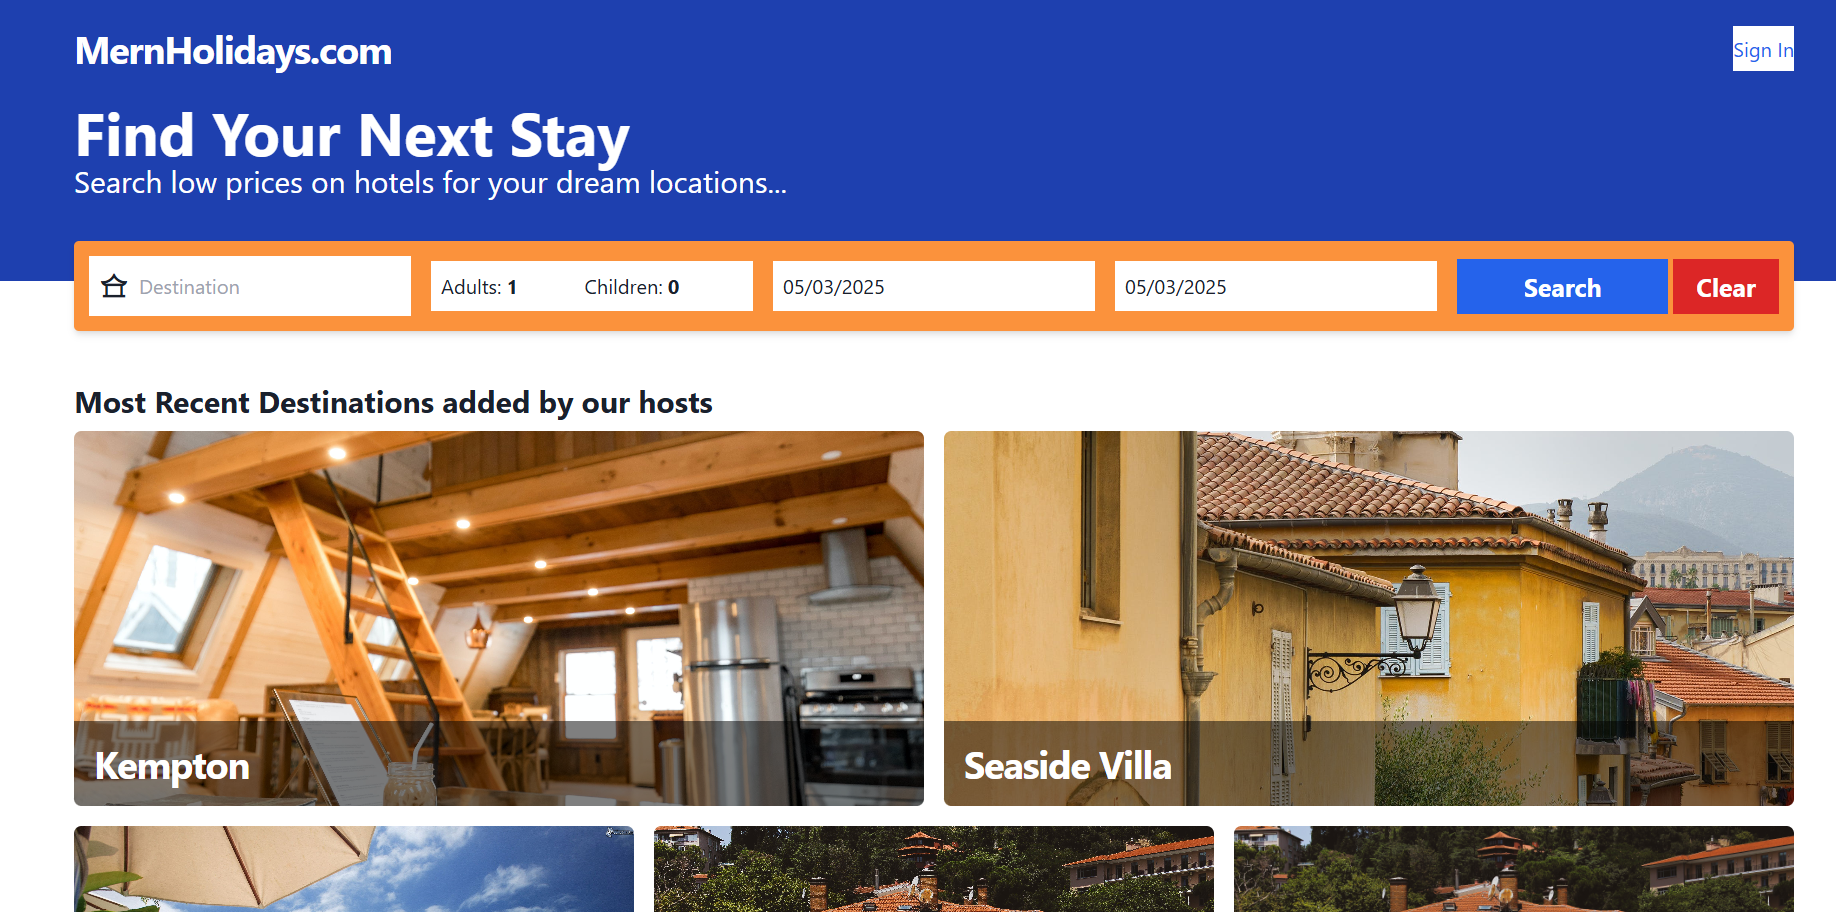 MernHolidays.com
Sign In
Find Your Next Stay
Search low prices on hotels for your dream locations...
Destination
Adults: 1 Children: 0
05/03/2025
05/03/2025
Search
Clear
Most Recent Destinations added by our hosts
Kempton
Seaside Villa